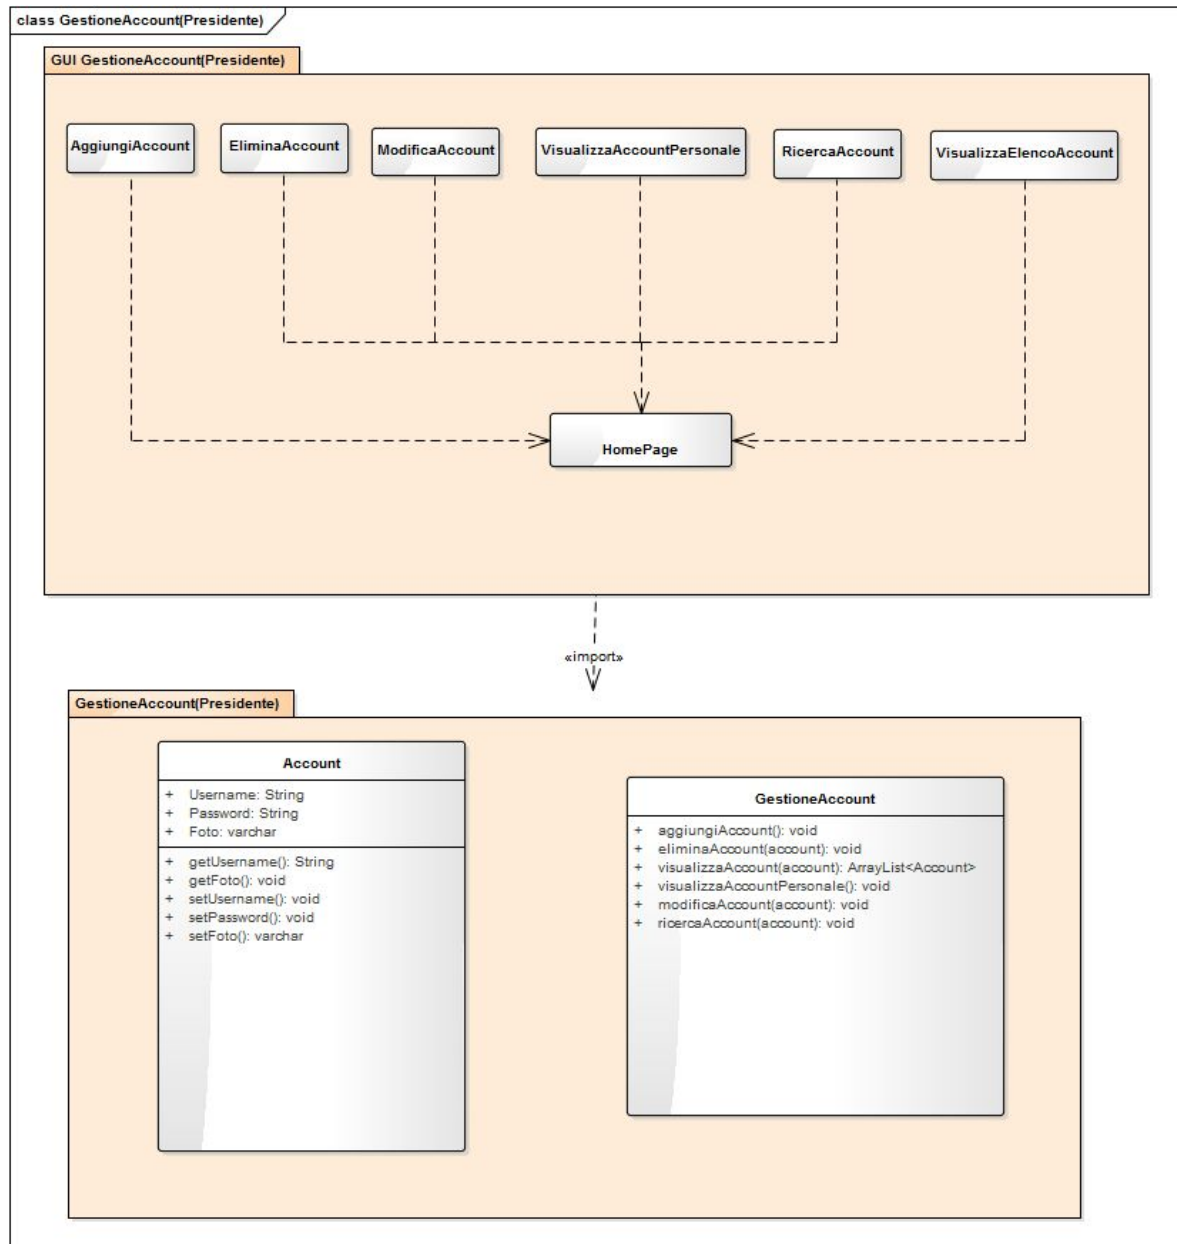 class GestioneAccount(Presidente)
GUI GestioneAccount(Presidente)
AggiungiAccount
EliminaAccount
ModificaAccount
VisualizzaAccountPersonale
RicercaAccount
VisualizzaElencoAccount
HomePage
«import»
GestioneAccount(Presidente)
Account
+ Username: String
+ Password: String
+ Foto: varchar
+ getUsername(): String
+ getFoto(): void
+ setUsername(): void
+ setPassword(): void
+ setFoto(): varchar
GestioneAccount
+ aggiungiAccount(): void
+ eliminaAccount(account): void
+ visualizzaAccount(account): ArrayList<Account>
+ visualizzaAccountPersonale(): void
+ modificaAccount(account): void
+ ricercaAccount(account): void